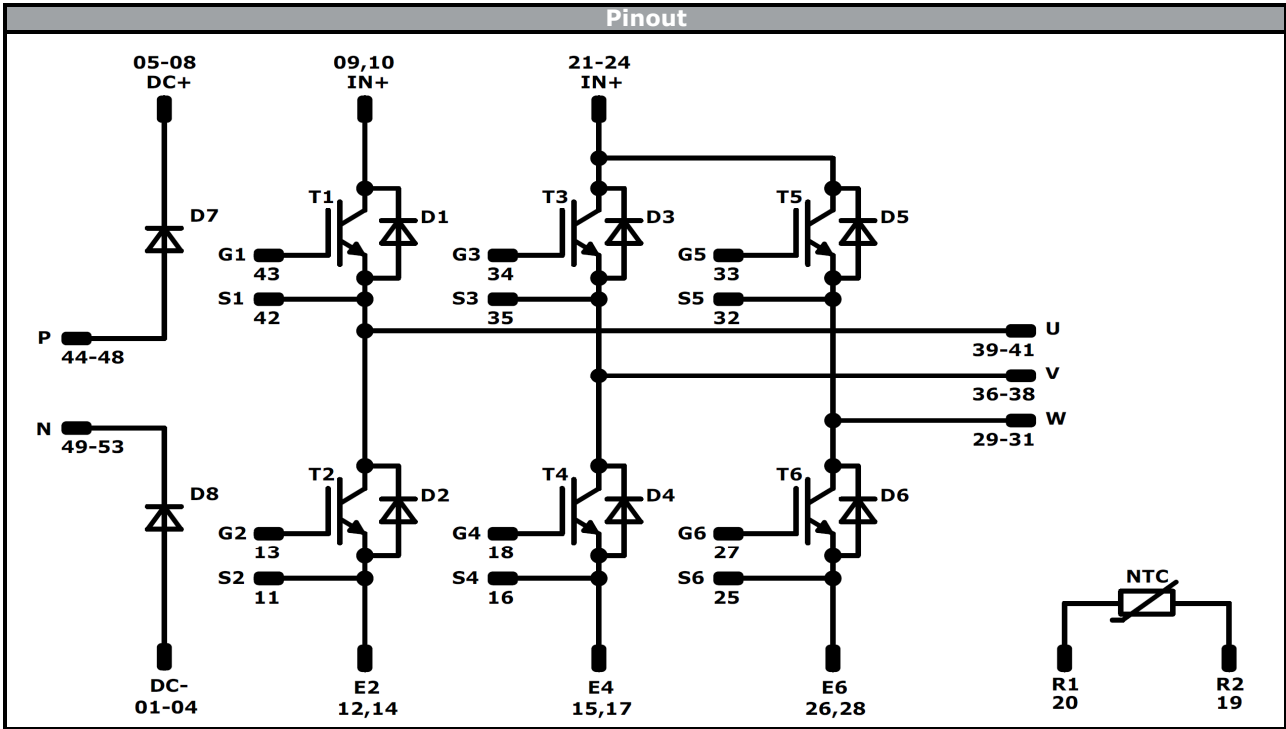 Pinout
05-08
DC+
09,10
IN+
21-24
IN+
T1
T3
T5
D7
D1
D3
D5
G1
43
G3
34
G5
33
S1
42
S3
35
S5
32
P
44-48
U
39-41
V
36-38
W
29-31
N
49-53
T2
T4
T6
D8
D2
D4
D6
G2
13
G4
18
G6
27
S2
11
S4
16
S6
25
NTC
DC-
01-04
E2
12,14
E4
15,17
E6
26,28
R1
20
R2
19